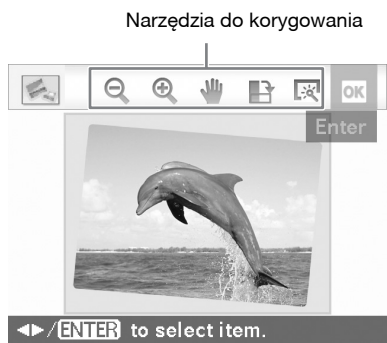 Narzędzia do korygowania
OK
Enter
◄►/ENTER to select item.